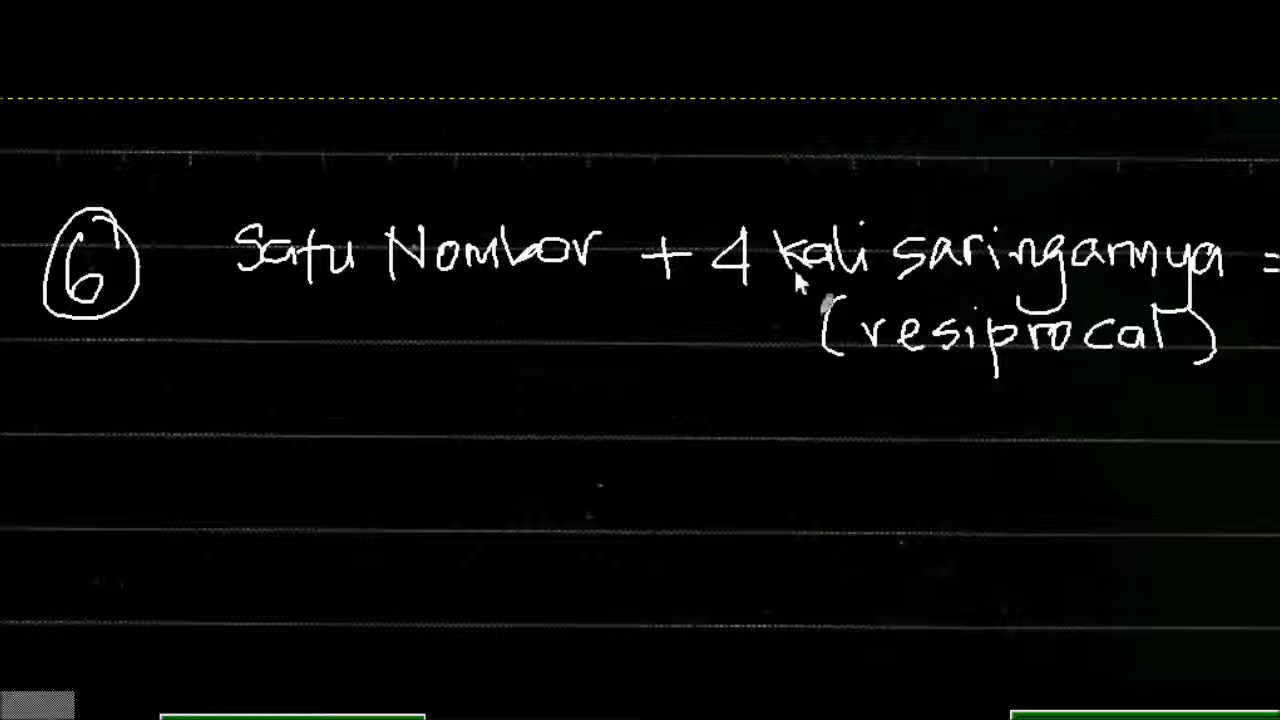 6 Satu Nombor + 4 kali saringannya =
(resiprocal)